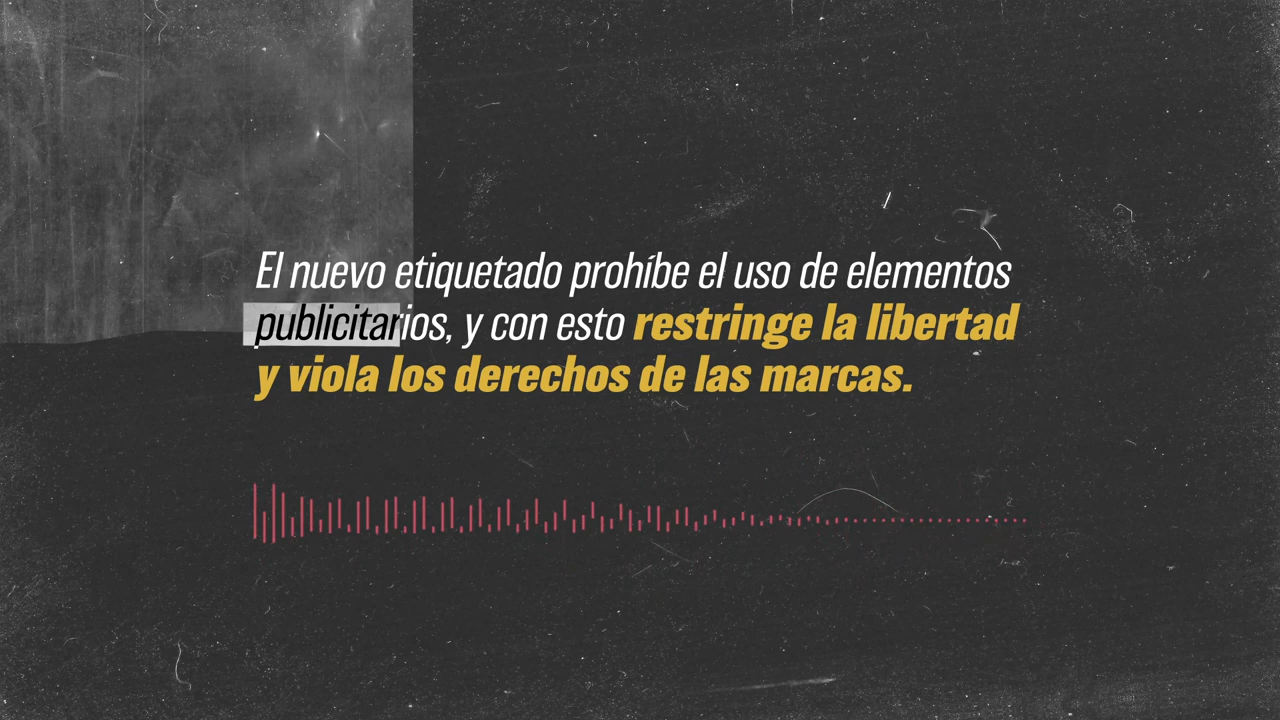 El nuevo etiquetado prohíbe el uso de elementos
publicitarios, y con esto restringe la libertad
y viola los derechos de las marcas.